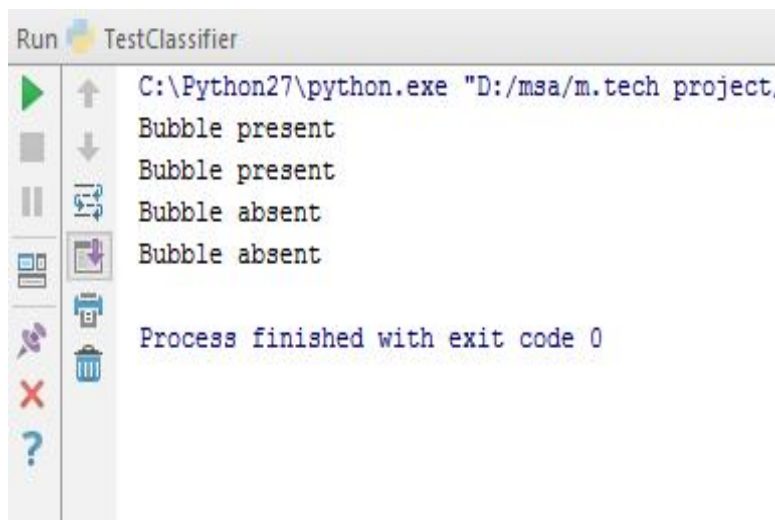 Run TestClassifier
C:\Python27\python.exe "D:/msa/m.tech project/
Bubble present
Bubble present
Bubble absent
Bubble absent
Process finished with exit code 0
?